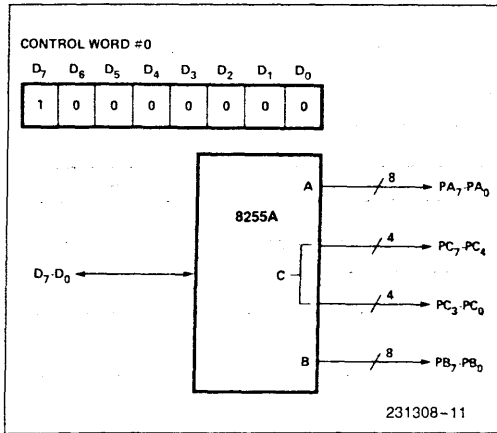 CONTROL WORD #0
D7 D6 D5 D4 D3 D2 D1 D0
1 0 0 0 0 0 0 0
A 8 PA7-PA0
8255A
4 PC7-PC4
D7-D0 C
4 PC3-PC0
B 8 PB7-PB0
231308-11